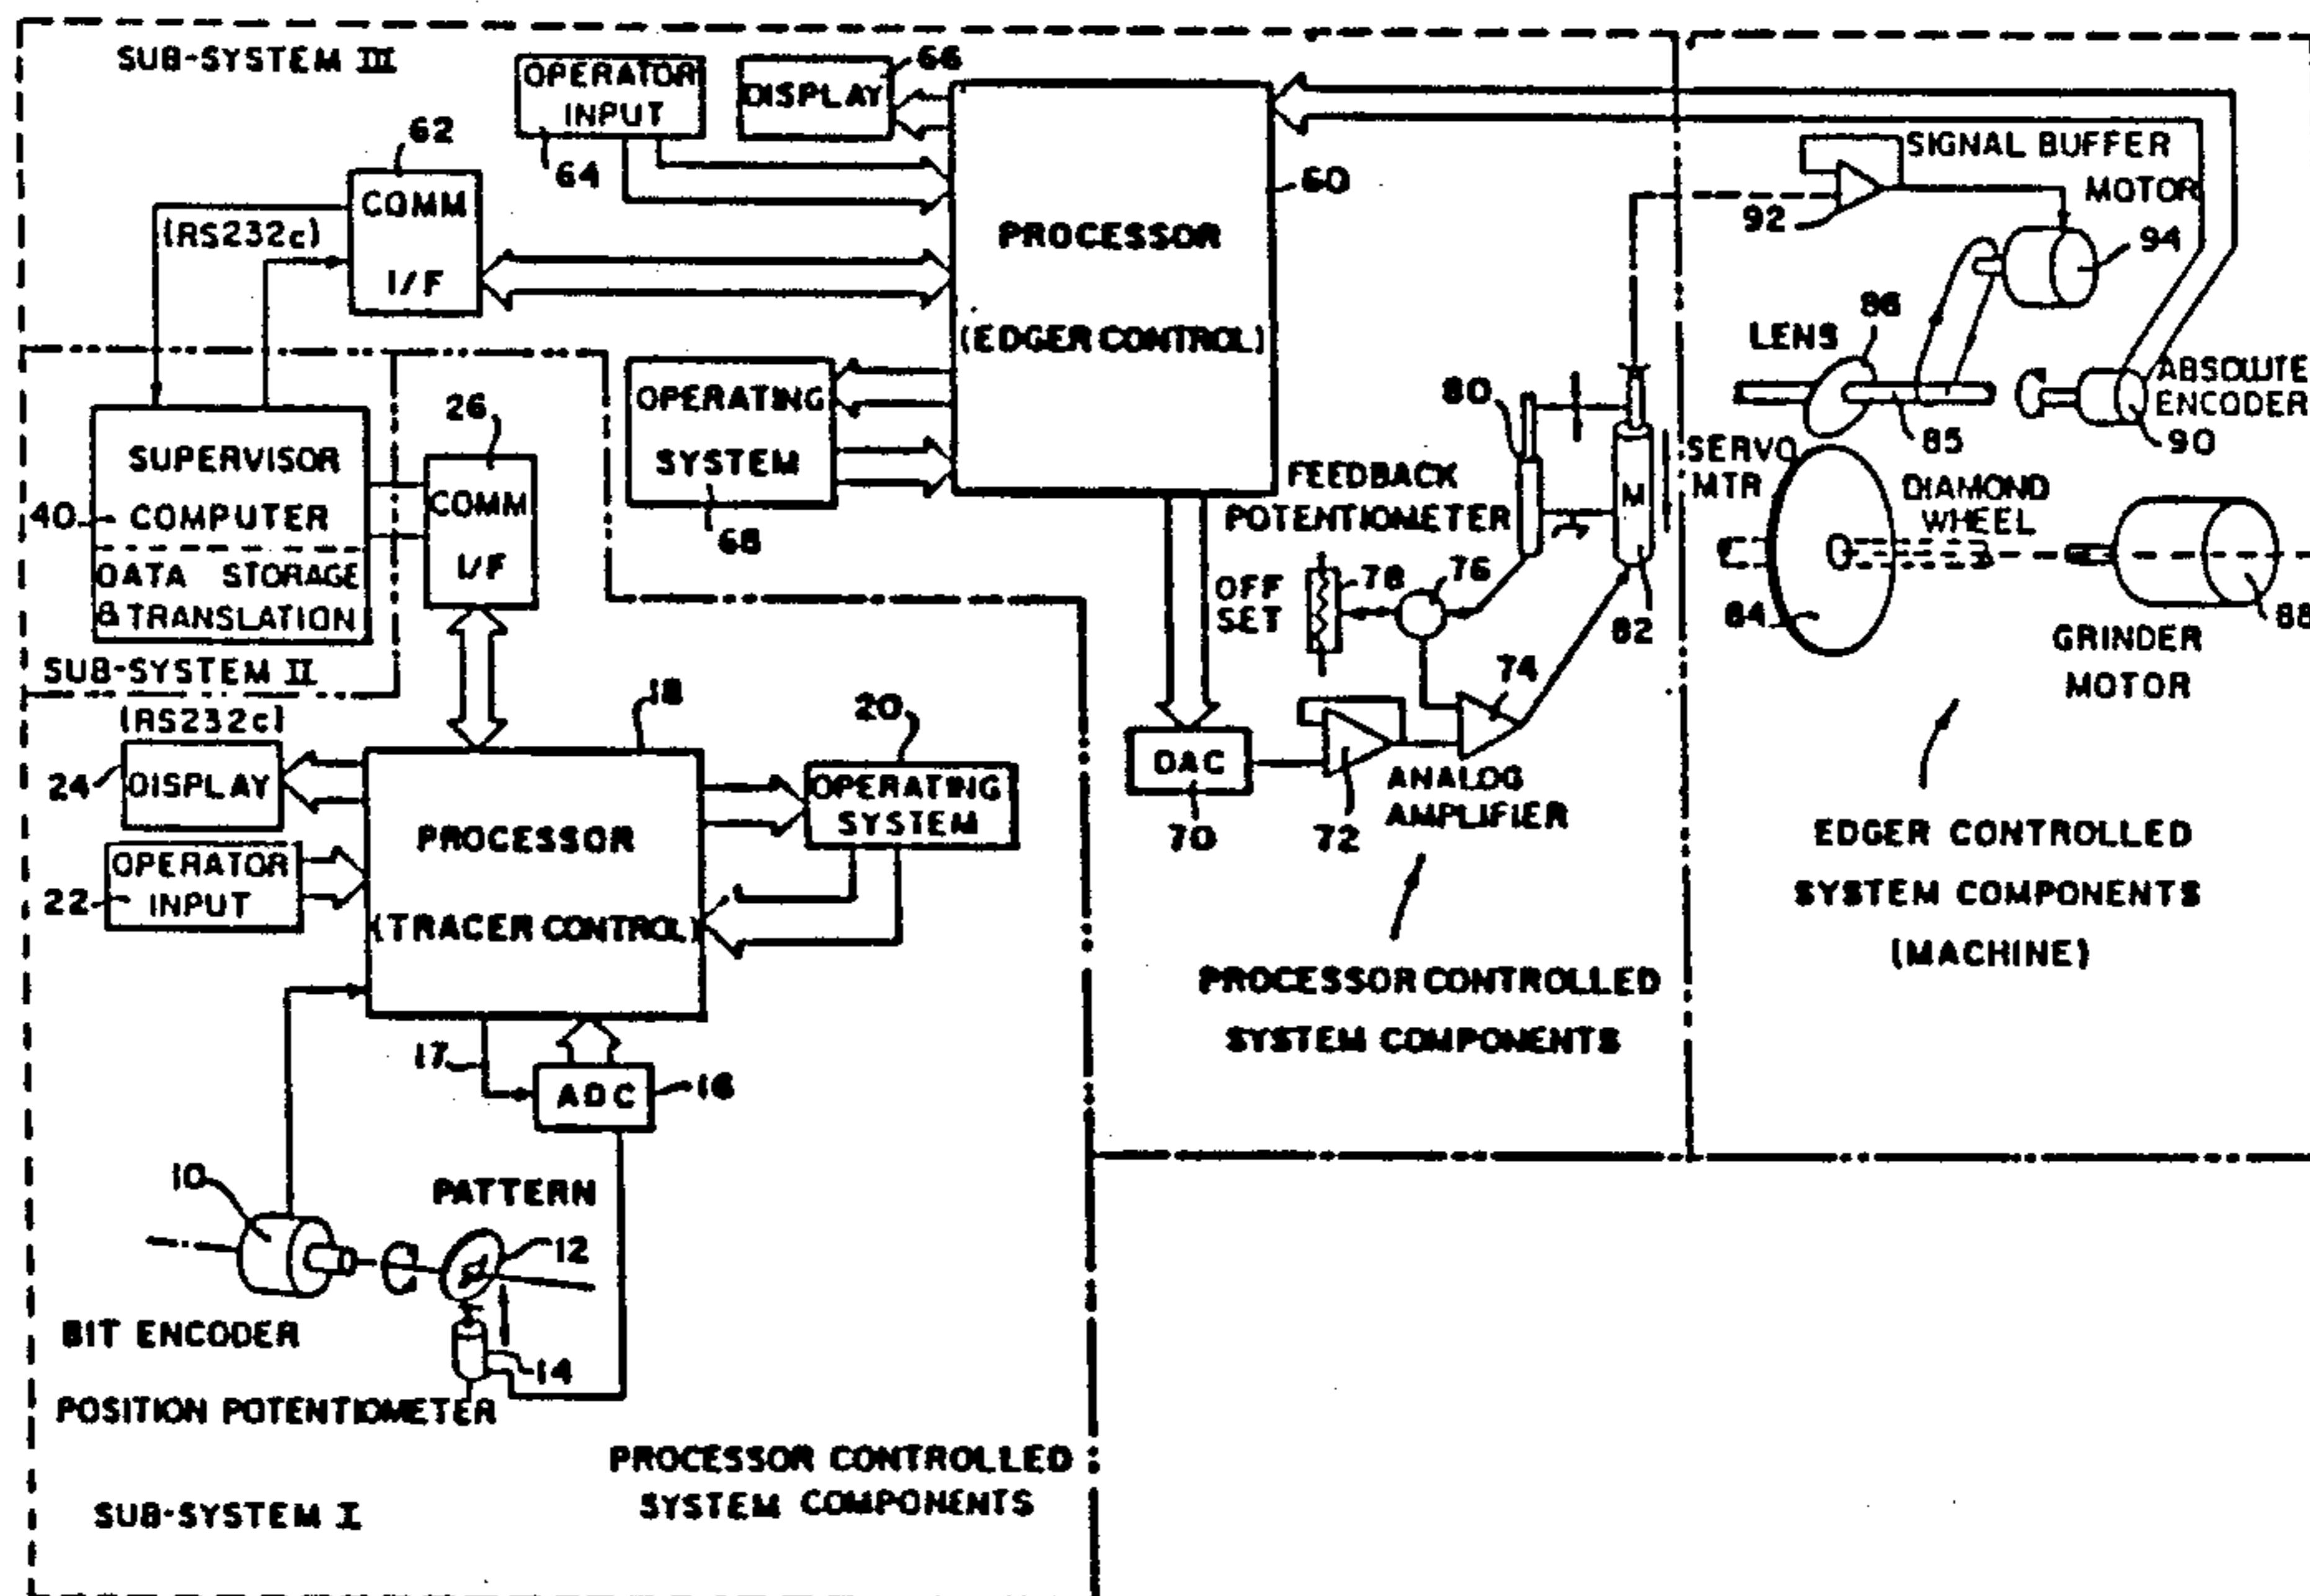 SUB-SYSTEM III
OPERATOR
INPUT
64
DISPLAY
66
62
COMM
I/F
(RS232c)
PROCESSOR
(EDGER CONTROL)
60
OPERATING
SYSTEM
68
SIGNAL BUFFER
92
MOTOR
94
LENS
86
85
ABSOLUTE
ENCODER
90
SERVO
MTR
DIAMOND
WHEEL
84
GRINDER
MOTOR
88
80
FEEDBACK
POTENTIOMETER
M
82
OFF
SET
78
76
74
DAC
70
72
ANALOG
AMPLIFIER
PROCESSOR CONTROLLED
SYSTEM COMPONENTS
EDGER CONTROLLED
SYSTEM COMPONENTS
(MACHINE)
SUPERVISOR
COMPUTER
40
DATA STORAGE
& TRANSLATION
SUB-SYSTEM II
26
COMM
I/F
(RS232c)
24
DISPLAY
OPERATOR
INPUT
22
18
PROCESSOR
(TRACER CONTROL)
20
OPERATING
SYSTEM
17
ADC
16
10
PATTERN
12
BIT ENCODER
14
POSITION POTENTIOMETER
PROCESSOR CONTROLLED
SYSTEM COMPONENTS
SUB-SYSTEM I